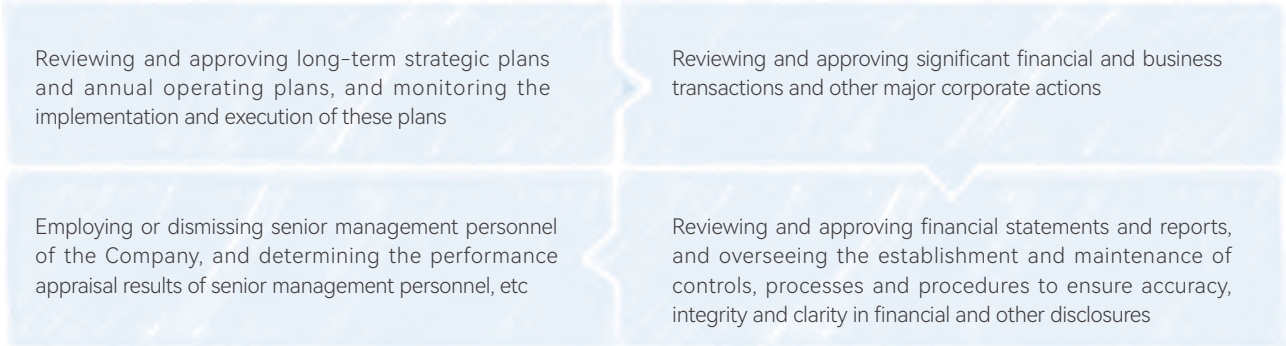 Reviewing and approving long-term strategic plans
and annual operating plans, and monitoring the
implementation and execution of these plans
Reviewing and approving significant financial and business
transactions and other major corporate actions
Reviewing and approving financial statements and reports,
and overseeing the establishment and maintenance of
controls, processes and procedures to ensure accuracy,
integrity and clarity in financial and other disclosures
Employing or dismissing senior management personnel
of the Company, and determining the performance
appraisal results of senior management personnel, etc